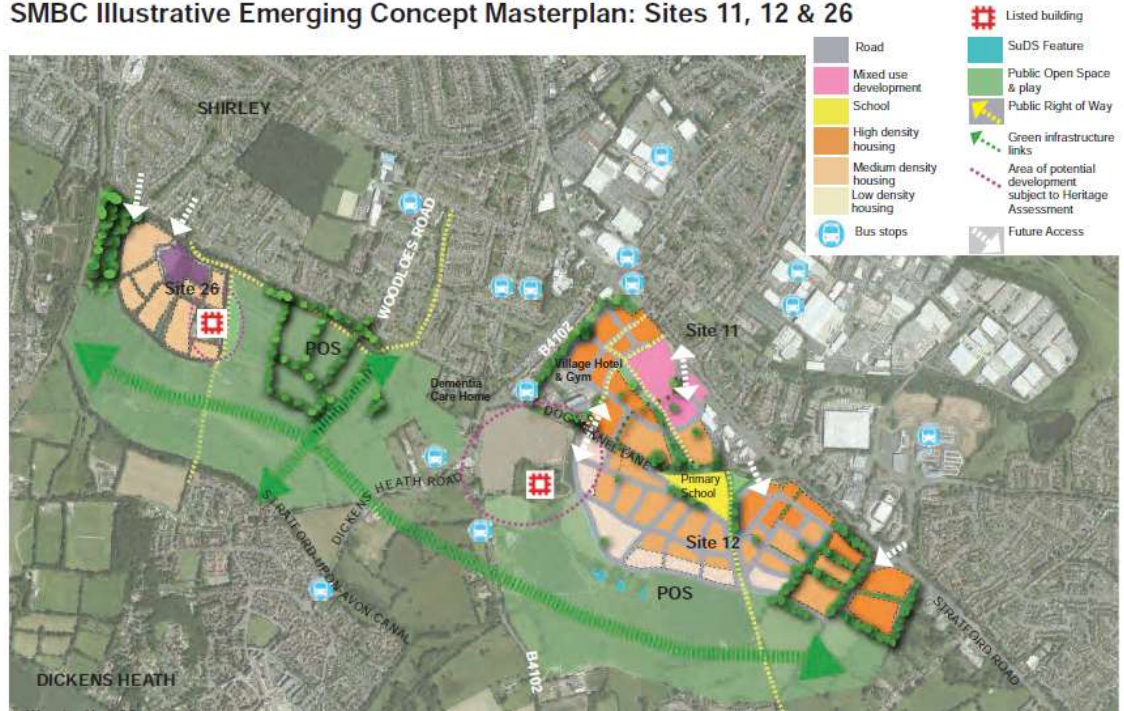 SMBC Illustrative Emerging Concept Masterplan: Sites 11, 12 & 26
Listed building
Road
SuDS Feature
Mixed use
development
Public Open Space
& play
School
Public Right of Way
High density
housing
Green infrastructure
links
Medium density
housing
Area of potential
development
subject to Heritage
Assessment
Low density
housing
Bus stops
Future Access
SHIRLEY
WOODLOES ROAD
Site 26
POS
B4102
Site 11
Village Hotel
& Gym
Dementia
Care Home
DOG KENNEL LANE
DICKENS HEATH ROAD
Primary
School
Site 12
STRATFORD-UPON-AVON CANAL
POS
STRATFORD ROAD
B4102
DICKENS HEATH